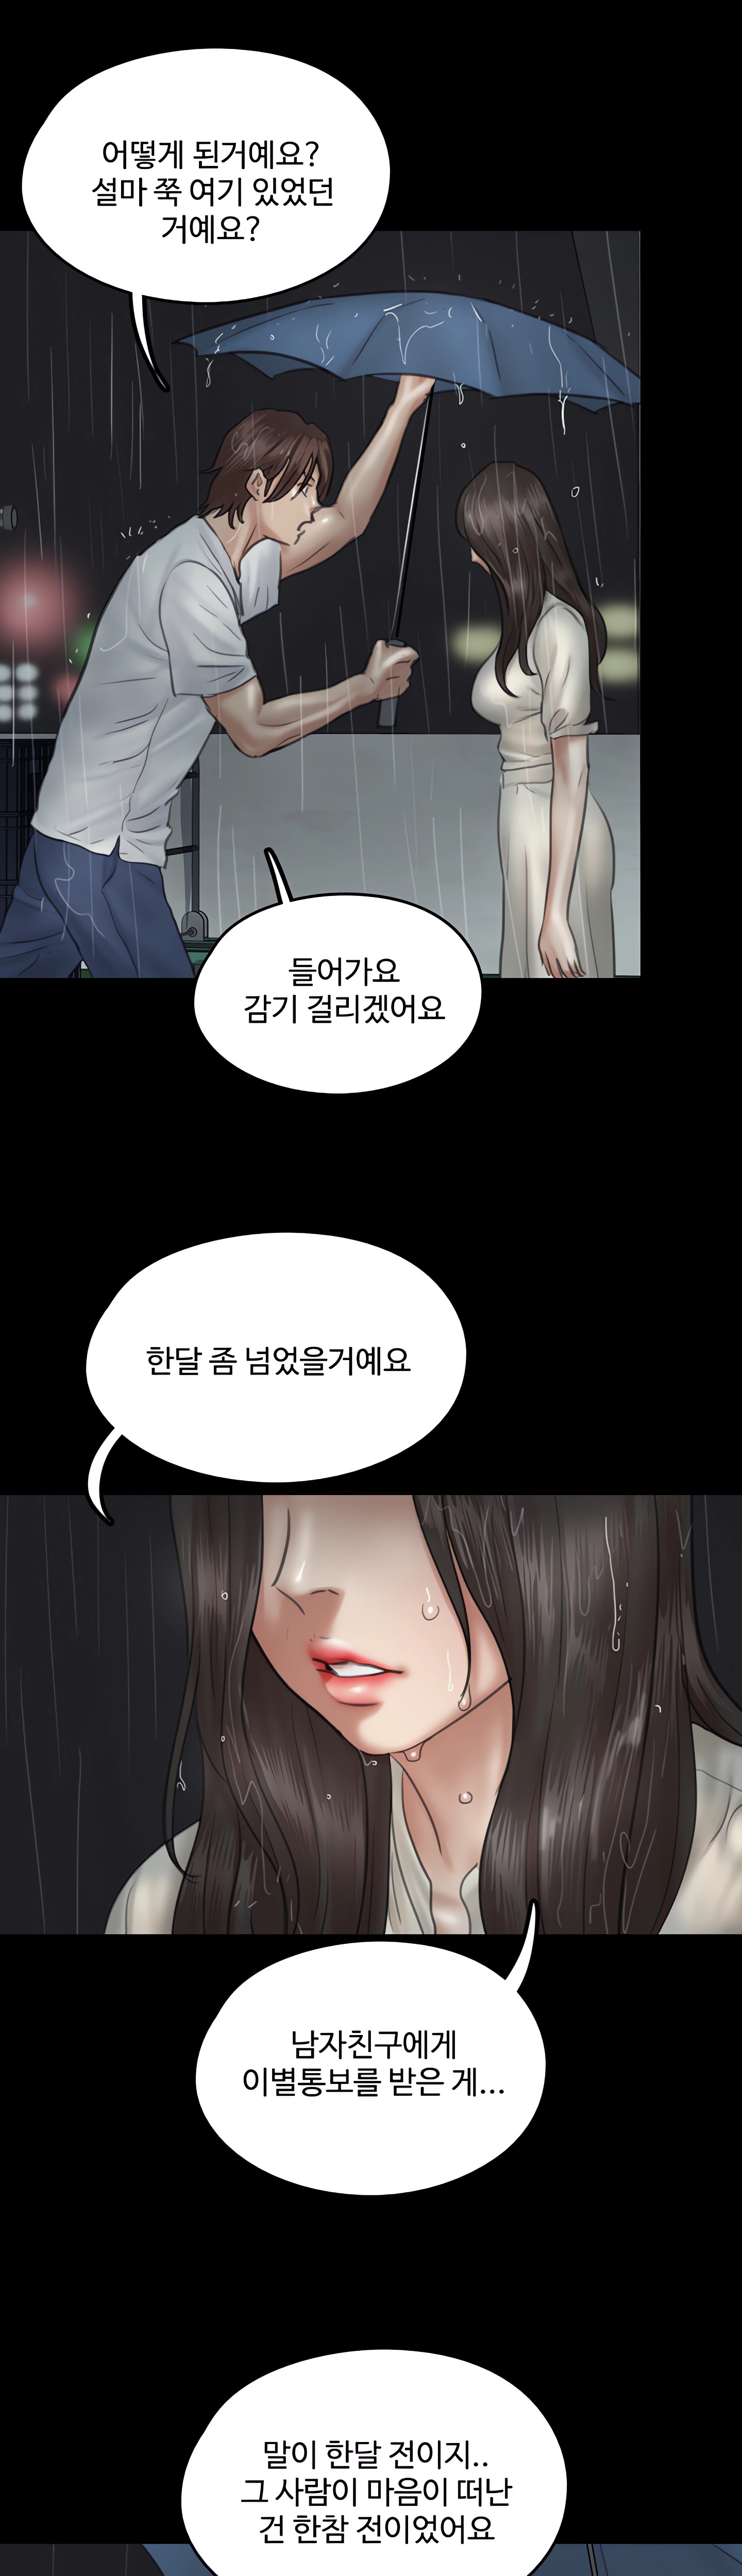 어떻게 된거예요?
설마 쭉 여기 있었던
거예요?
들어가요
감기 걸리겠어요
한달 좀 넘었을거예요
남자친구에게
이별통보를 받은 게...
말이 한달 전이지..
그 사람이 마음이 떠난
건 한참 전이었어요